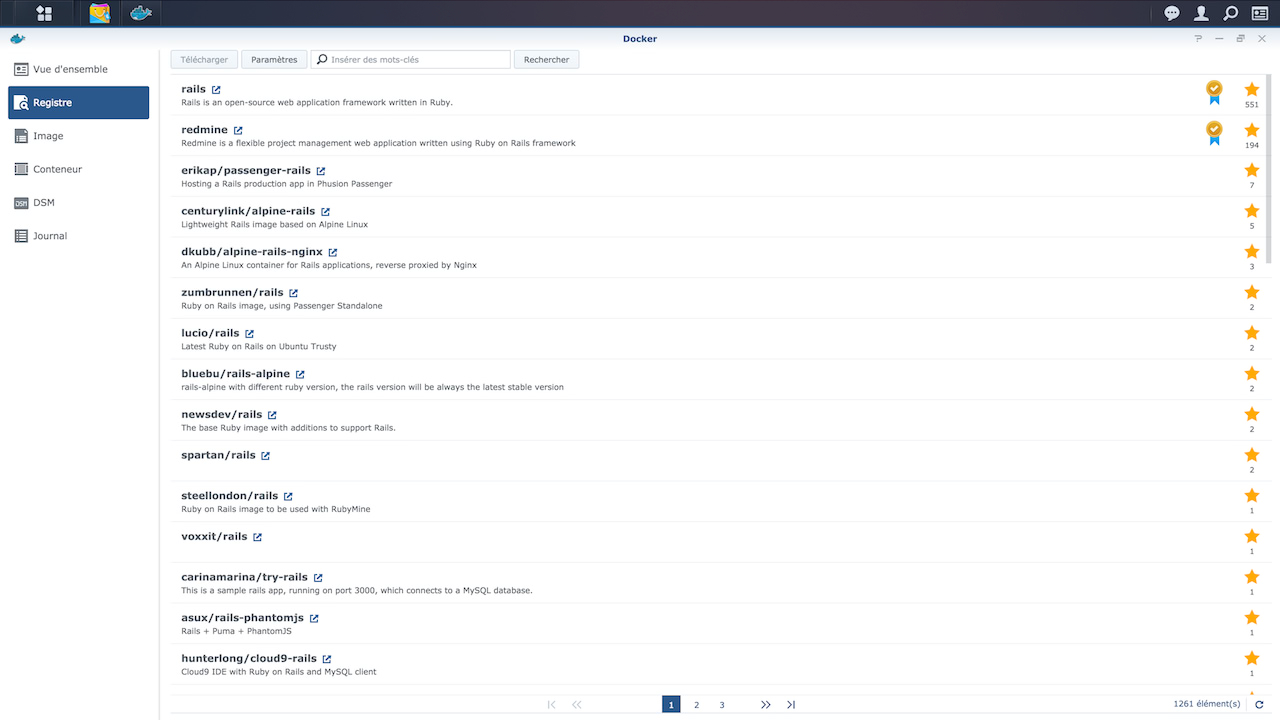 Docker
Vue d'ensemble
Registre
Image
Conteneur
DSM DSM
Journal
Télécharger Paramètres Insérer des mots-clés Rechercher
rails
Rails is an open-source web application framework written in Ruby.
551
redmine
Redmine is a flexible project management web application written using Ruby on Rails framework
194
erikap/passenger-rails
Hosting a Rails production app in Phusion Passenger
7
centurylink/alpine-rails
Lightweight Rails image based on Alpine Linux
5
dkubb/alpine-rails-nginx
An Alpine Linux container for Rails applications, reverse proxied by Nginx
3
zumbrunnen/rails
Ruby on Rails image, using Passenger Standalone
2
lucio/rails
Latest Ruby on Rails on Ubuntu Trusty
2
bluebu/rails-alpine
rails-alpine with different ruby version, the rails version will be always the latest stable version
2
newsdev/rails
The base Ruby image with additions to support Rails.
2
spartan/rails
2
steellondon/rails
Ruby on Rails image to be used with RubyMine
1
voxxit/rails
1
carinamarina/try-rails
This is a sample rails app, running on port 3000, which connects to a MySQL database.
1
asux/rails-phantomjs
Rails + Puma + PhantomJS
1
hunterlong/cloud9-rails
Cloud9 IDE with Ruby on Rails and MySQL client
1
1 2 3
1261 élément(s)